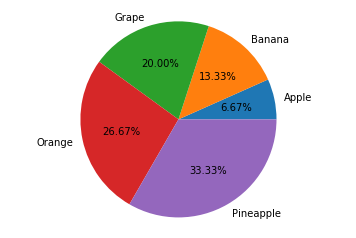 Grape
Banana
20.00%
13.33%
Apple
6.67%
Orange
26.67%
33.33%
Pineapple